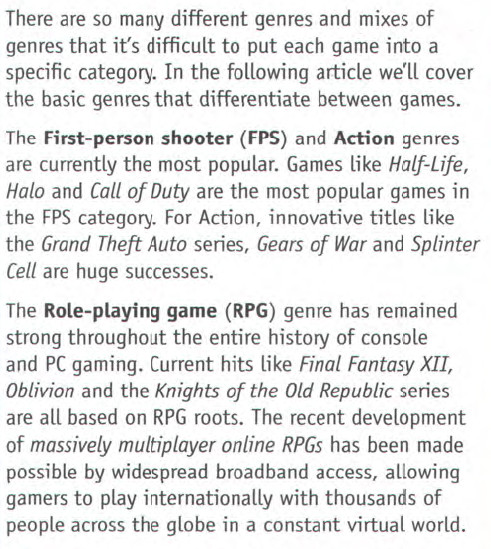 There are so many different genres and mixes of
genres that it's difficult to put each game into a
specific category. In the following article we'll cover
the basic genres that differentiate between games.
The First-person shooter (FPS) and Action genres
are currently the most popular. Games like Half-Life,
Halo and Call of Duty are the most popular games in
the FPS category. For Action, innovative titles like
the Grand Theft Auto series, Gears of War and Splinter
Cell are huge successes.
The Role-playing game (RPG) genre has remained
strong throughout the entire history of console
and PC gaming. Current hits like Final Fantasy XII,
Oblivion and the Knights of the Old Republic series
are all based on RPG roots. The recent development
of massively multiplayer online RPGs has been made
possible by widespread broadband access, allowing
gamers to play internationally with thousands of
people across the globe in a constant virtual world.